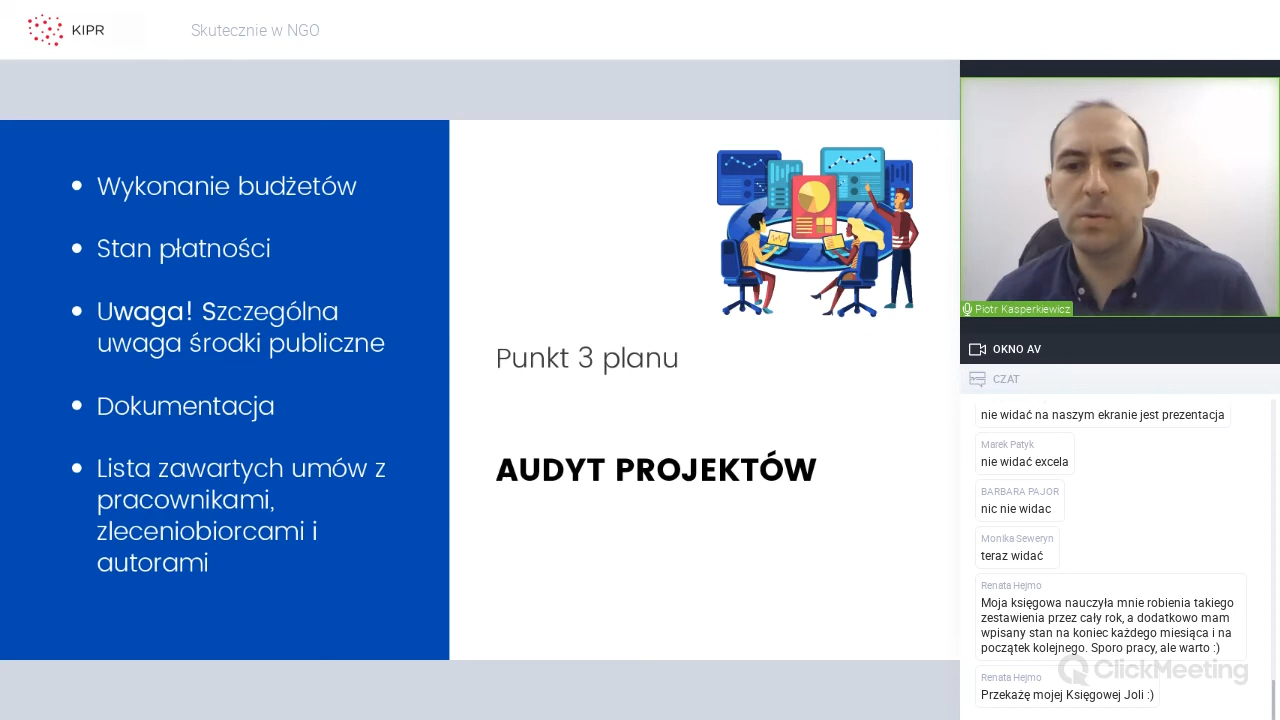 KIPR
Skutecznie w NGO
Wykonanie budżetów
Stan płatności
Uwaga! Szczególna
uwaga środki publiczne
Dokumentacja
Lista zawartych umów z
pracownikami,
zleceniobiorcami i
autorami
Punkt 3 planu
AUDYT PROJEKTÓW
Piotr Kasperkiewicz
OKNO AV
CZAT
nie widać na naszym ekranie jest prezentacja
Marek Patyk
nie widać excela
BARBARA PAJOR
nic nie widac
Monika Seweryn
teraz widać
Renata Hejmo
Moja księgowa nauczyła mnie robienia takiego
zestawienia przez cały rok, a dodatkowo mam
wpisany stan na koniec każdego miesiąca i na
początek kolejnego. Sporo pracy, ale warto :)
Renata Hejmo
Przekażę mojej Księgowej Joli :)
ClickMeeting